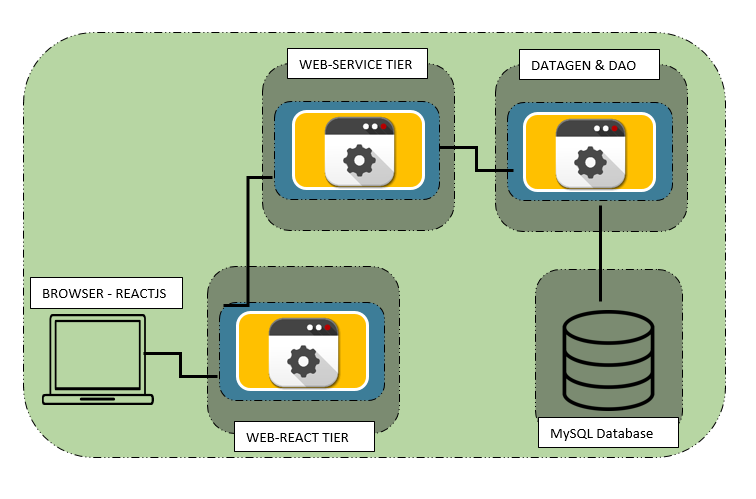 WEB-SERVICE TIER
DATAGEN & DAO
BROWSER - REACTJS
WEB-REACT TIER
MySQL Database